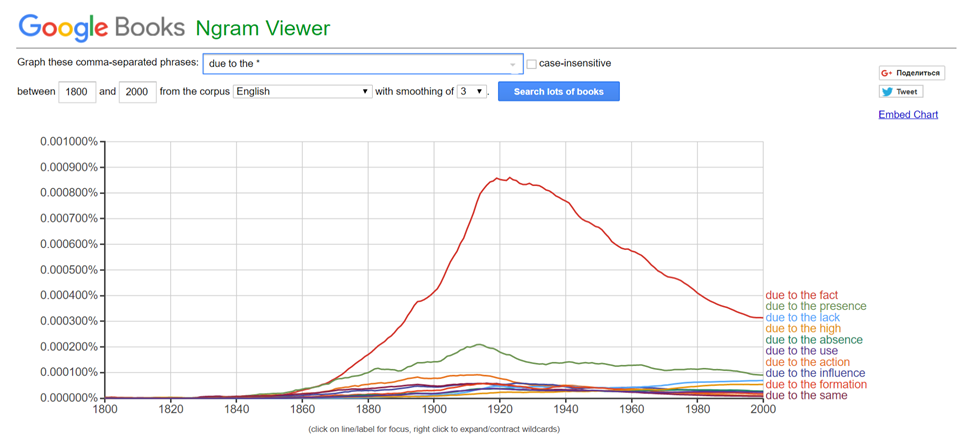 Google Books Ngram Viewer
Graph these comma-separated phrases: due to the * case-insensitive
between 1800 and 2000 from the corpus English with smoothing of 3 . Search lots of books
Поделиться
Tweet
Embed Chart
0.001000%
0.000900%
0.000800%
0.000700%
0.000600%
0.000500%
0.000400%
0.000300%
0.000200%
0.000100%
0.000000%
1800 1820 1840 1860 1880 1900 1920 1940 1960 1980 2000
due to the fact
due to the presence
due to the lack
due to the high
due to the absence
due to the use
due to the action
due to the influence
due to the formation
due to the same
(click on line/label for focus, right click to expand/contract wildcards)